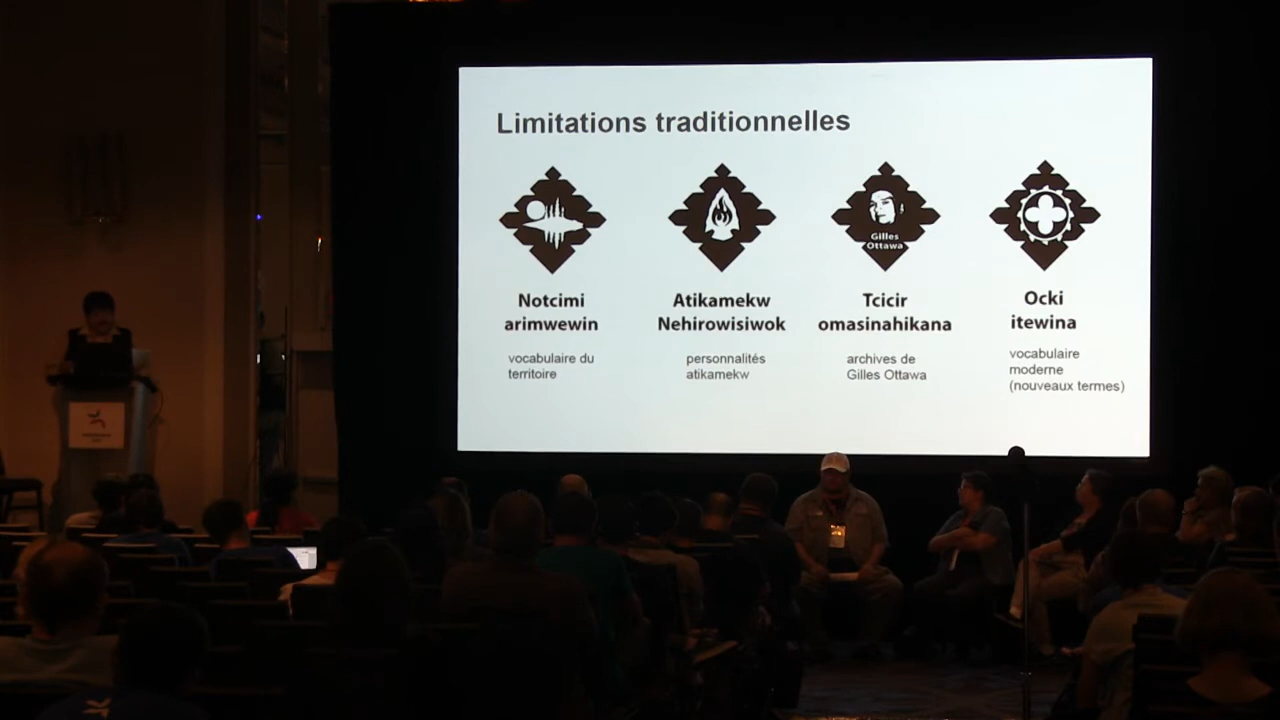 Limitations traditionnelles
Gilles
Ottawa
Notcimi
arimwewin
vocabulaire du
territoire
Atikamekw
Nehirowisiwok
personnalités
atikamekw
Tcicir
omasinahikana
archives de
Gilles Ottawa
Ocki
itewina
vocabulaire
moderne
(nouveaux termes)